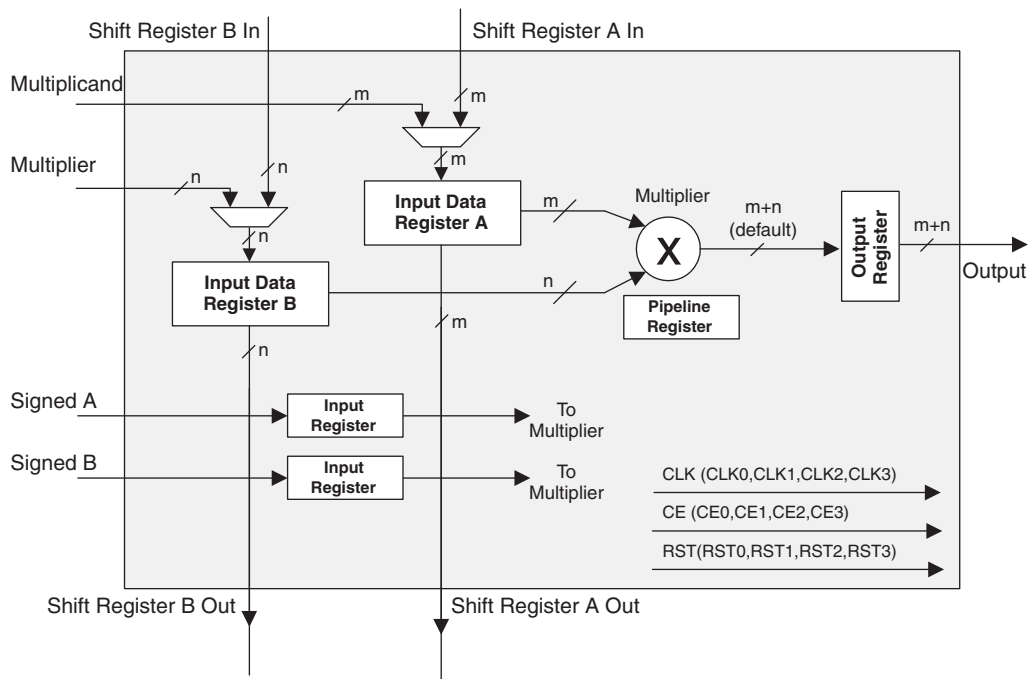 Shift Register B In
Shift Register A In
Multiplicand
m
m
Multiplier
n
n
m
n
Input Data
Register A
m
Multiplier
X
m+n
(default)
Output
Register
m+n
Output
Input Data
Register B
n
Pipeline
Register
m
n
Signed A
Input
Register
To
Multiplier
Signed B
Input
Register
To
Multiplier
CLK (CLK0,CLK1,CLK2,CLK3)
CE (CE0,CE1,CE2,CE3)
RST(RST0,RST1,RST2,RST3)
Shift Register B Out
Shift Register A Out